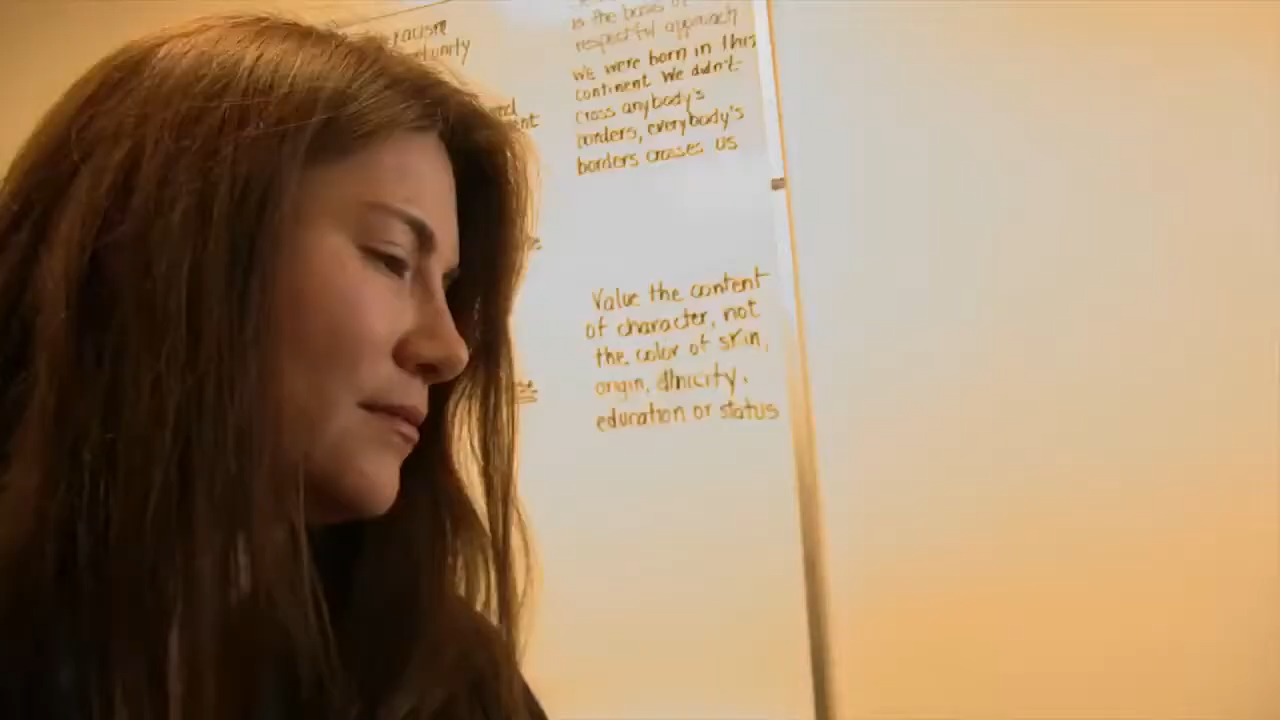 racism
is the basis of
respectful approach
we were born in this
continent we didn't
cross anybody's
borders, everybody's
borders crosses us
Value the content
of character, not
the color of skin,
origin, ethnicity,
education or status